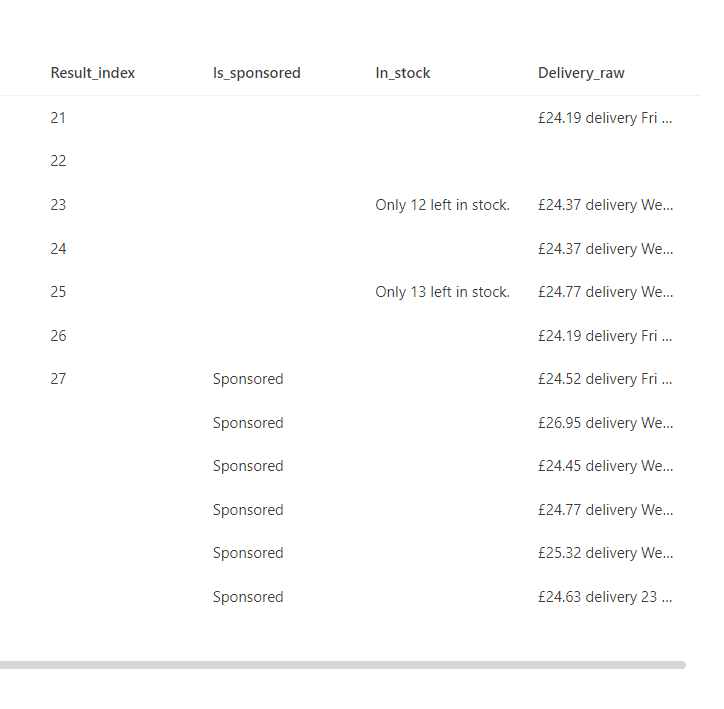 Result_index Is_sponsored In_stock Delivery_raw
21 £24.19 delivery Fri ...
22
23 Only 12 left in stock. £24.37 delivery We...
24 £24.37 delivery We...
25 Only 13 left in stock. £24.77 delivery We...
26 £24.19 delivery Fri ...
27 Sponsored £24.52 delivery Fri ...
Sponsored £26.95 delivery We...
Sponsored £24.45 delivery We...
Sponsored £24.77 delivery We...
Sponsored £25.32 delivery We...
Sponsored £24.63 delivery 23 ...